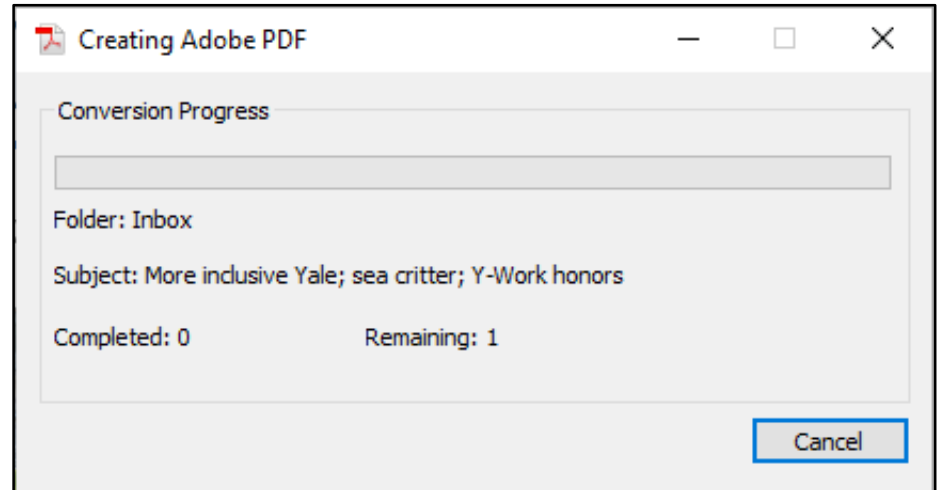 Creating Adobe PDF
Conversion Progress
Folder: Inbox
Subject: More inclusive Yale; sea critter; Y-Work honors
Completed: 0 Remaining: 1
Cancel